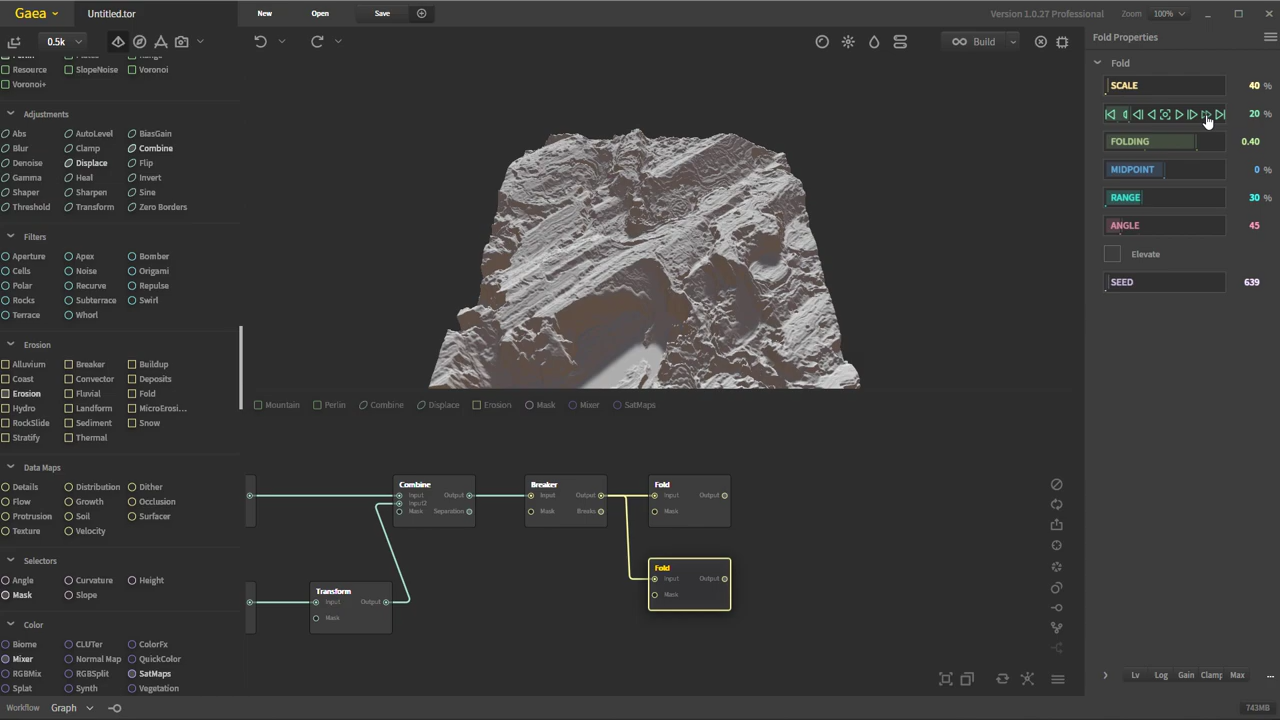 Gaea
Untitled.tor
New
Open
Save
Version 1.0.27 Professional
Zoom
100%
0.5k
Build
Fold Properties
Resource
SlopeNoise
Voronoi
Voronoi+
Adjustments
Abs
AutoLevel
BiasGain
Blur
Clamp
Combine
Denoise
Displace
Flip
Gamma
Heal
Invert
Shaper
Sharpen
Sine
Threshold
Transform
Zero Borders
Filters
Aperture
Apex
Bomber
Cells
Noise
Origami
Polar
Recurve
Repulse
Rocks
Subterrace
Swirl
Terrace
Whorl
Erosion
Alluvium
Breaker
Buildup
Coast
Convector
Deposits
Erosion
Fluvial
Fold
Hydro
Landform
MicroErosi...
RockSlide
Sediment
Snow
Stratify
Thermal
Data Maps
Details
Distribution
Dither
Flow
Growth
Occlusion
Protrusion
Soil
Surfacer
Texture
Velocity
Selectors
Angle
Curvature
Height
Mask
Slope
Color
Biome
CLUTer
ColorFx
Mixer
Normal Map
QuickColor
RGBMix
RGBSplit
SatMaps
Splat
Synth
Vegetation
Workflow
Graph
Mountain
Perlin
Combine
Displace
Erosion
Mask
Mixer
SatMaps
Combine
Input
Output
Input2
Mask
Separation
Breaker
Input
Output
Mask
Breaks
Fold
Input
Output
Mask
Fold
Input
Output
Mask
Transform
Input
Output
Mask
Fold
SCALE
40 %
20 %
FOLDING
0.40
MIDPOINT
0 %
RANGE
30 %
ANGLE
45
Elevate
SEED
639
Lv
Log
Gain
Clamp
Max
...
743MB